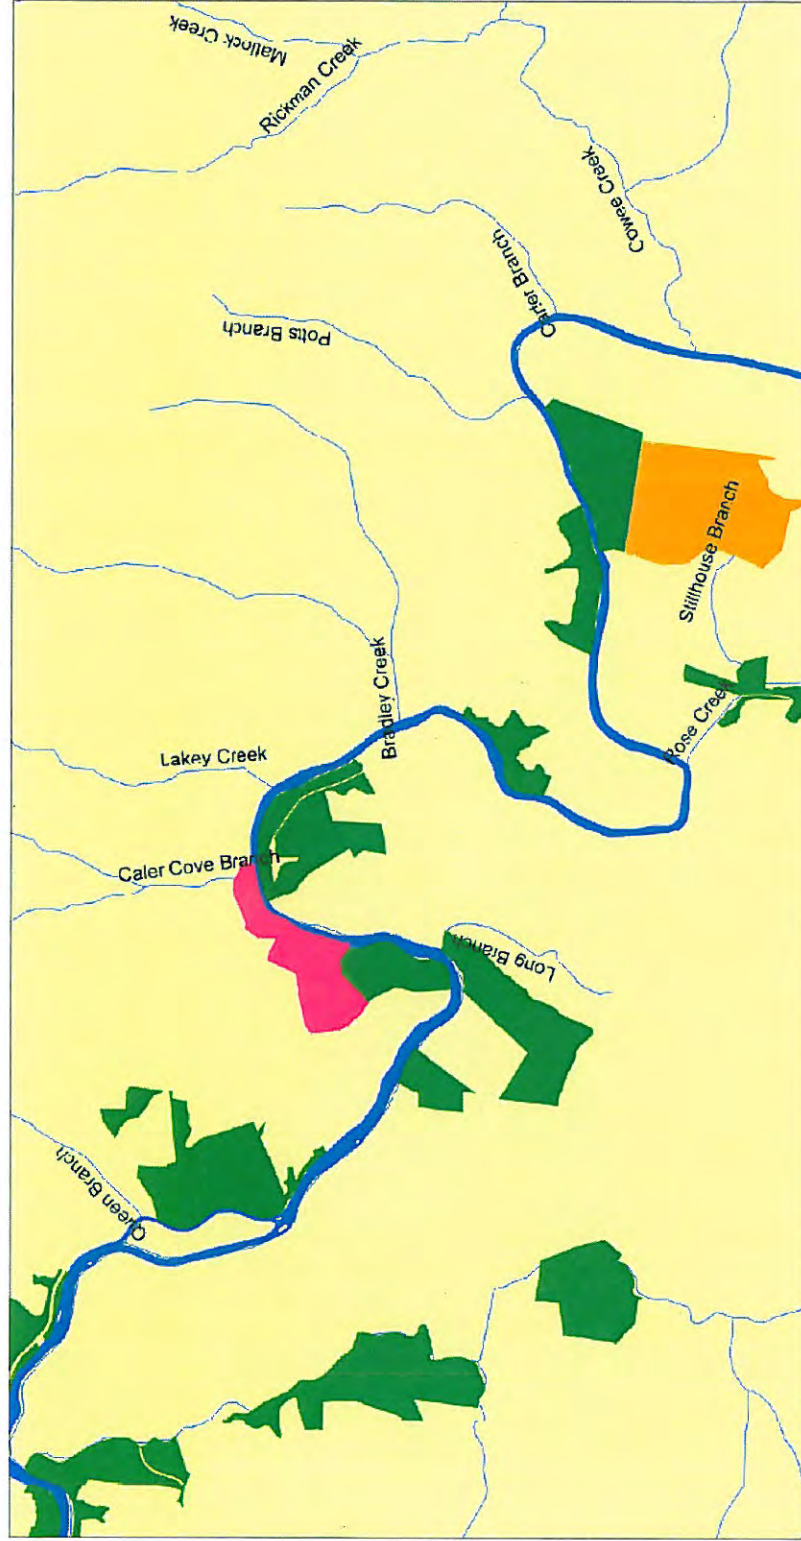 Matlock Creek
Rickman Creek
Cowee Creek
Carter Branch
Potts Branch
Stillhouse Branch
Bradley Creek
Rose Creek
Lakey Creek
Caler Cove Branch
Long Branch
Queen Branch